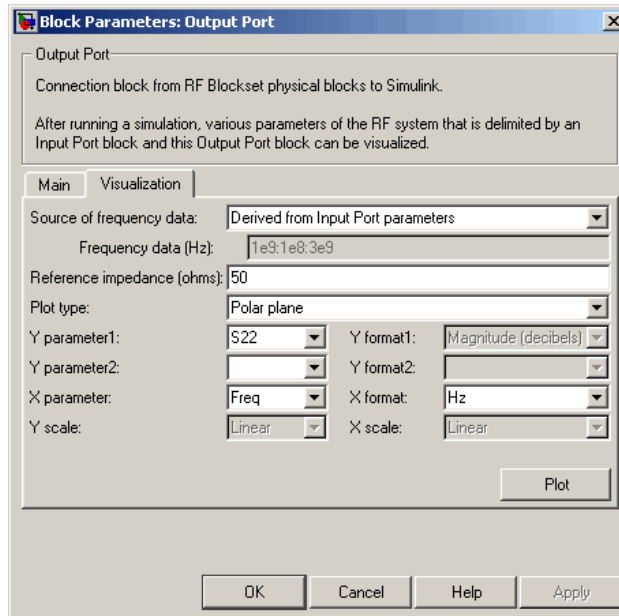 Block Parameters: Output Port
Output Port
Connection block from RF Blockset physical blocks to Simulink.
After running a simulation, various parameters of the RF system that is delimited by an
Input Port block and this Output Port block can be visualized.
Main Visualization
Source of frequency data: Derived from Input Port parameters
Frequency data (Hz): 1e9:1e8:3e9
Reference impedance (ohms): 50
Plot type: Polar plane
Y parameter1: S22 Y format1: Magnitude (decibels)
Y parameter2: Y format2:
X parameter: Freq X format: Hz
Y scale: Linear X scale: Linear
Plot
OK Cancel Help Apply